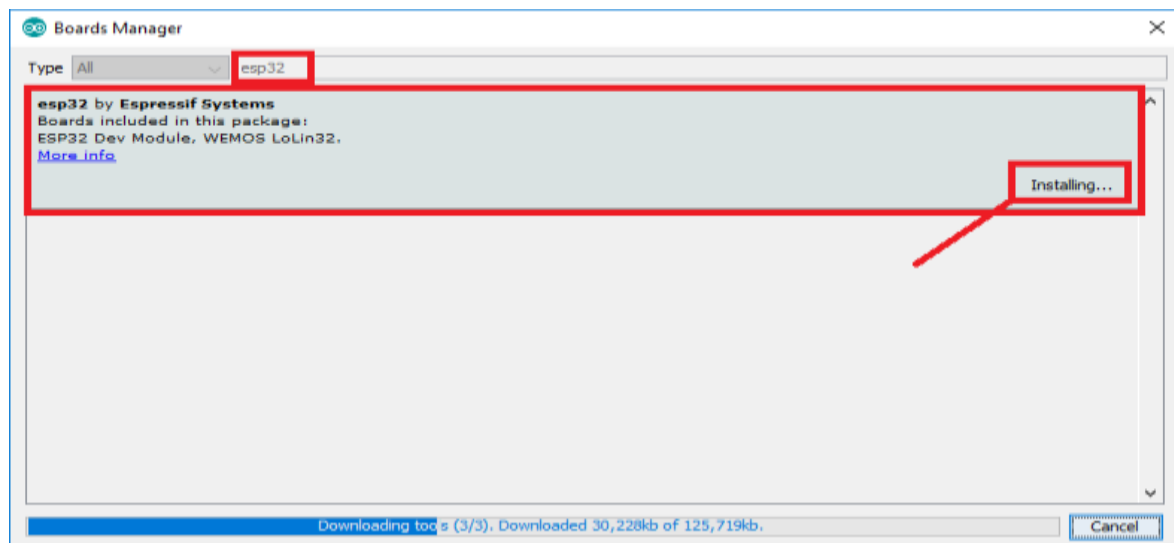 Boards Manager
Type All esp32
esp32 by Espressif Systems
Boards included in this package:
ESP32 Dev Module, WEMOS LoLin32.
More info
Installing...
Downloading tools (3/3). Downloaded 30,228kb of 125,719kb.
Cancel